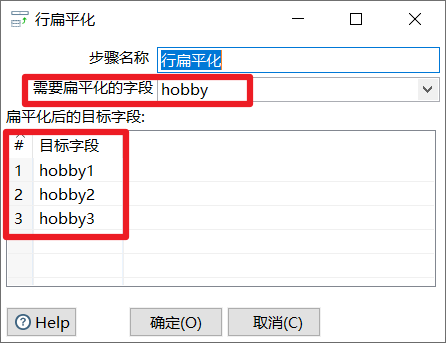 行扁平化
步骤名称 行扁平化
需要扁平化的字段 hobby
扁平化后的目标字段:
# 目标字段
1 hobby1
2 hobby2
3 hobby3
Help 确定(O) 取消(C)